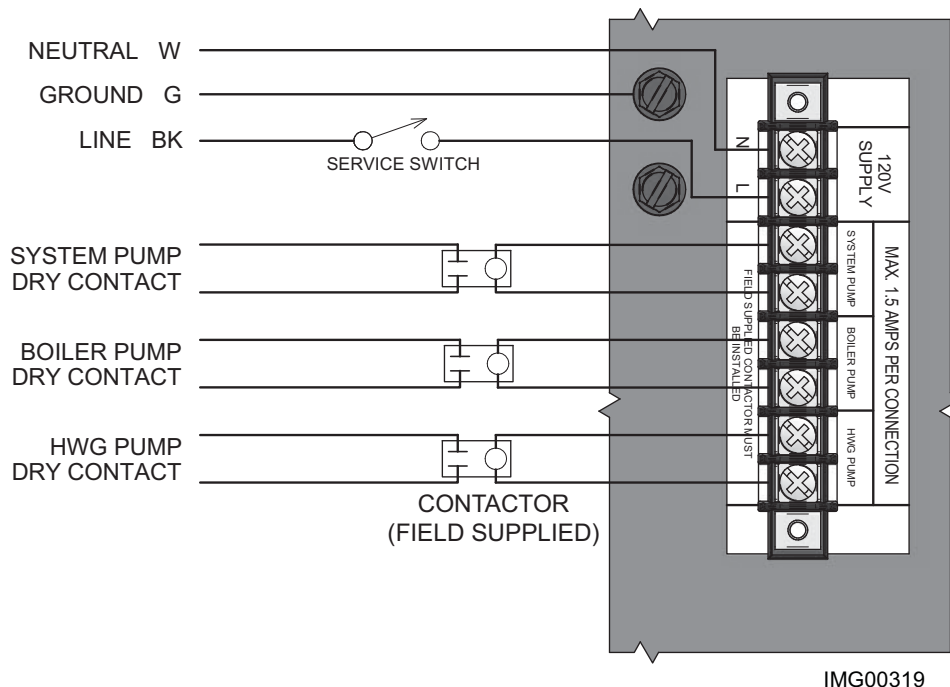 NEUTRAL W
GROUND G
LINE BK
SERVICE SWITCH
SYSTEM PUMP
DRY CONTACT
BOILER PUMP
DRY CONTACT
HWG PUMP
DRY CONTACT
CONTACTOR
(FIELD SUPPLIED)
N
L
120V
SUPPLY
SYSTEM PUMP
BOILER PUMP
HWG PUMP
MAX. 1.5 AMPS PER CONNECTION
FIELD SUPPLIED CONTACTOR MUST
BE INSTALLED
IMG00319